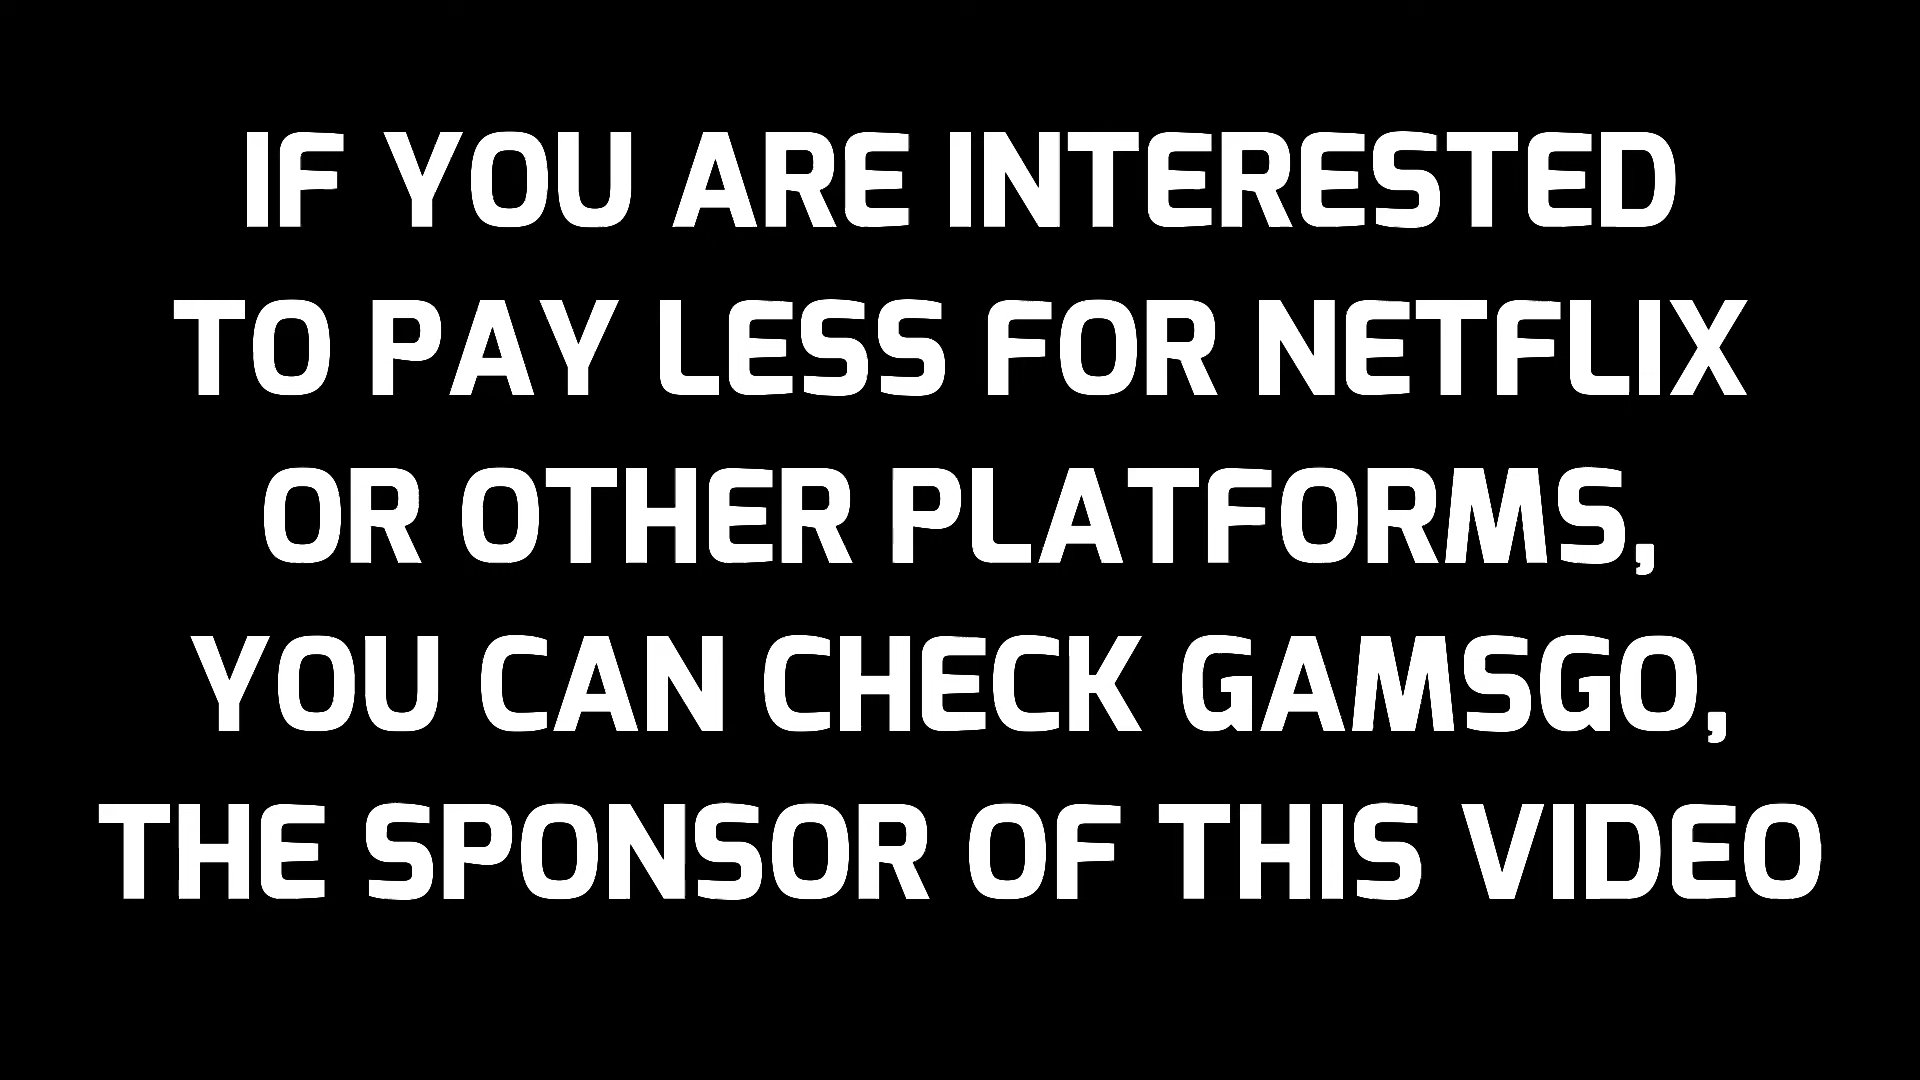 IF YOU ARE INTERESTED
TO PAY LESS FOR NETFLIX
OR OTHER PLATFORMS,
YOU CAN CHECK GAMSGO,
THE SPONSOR OF THIS VIDEO